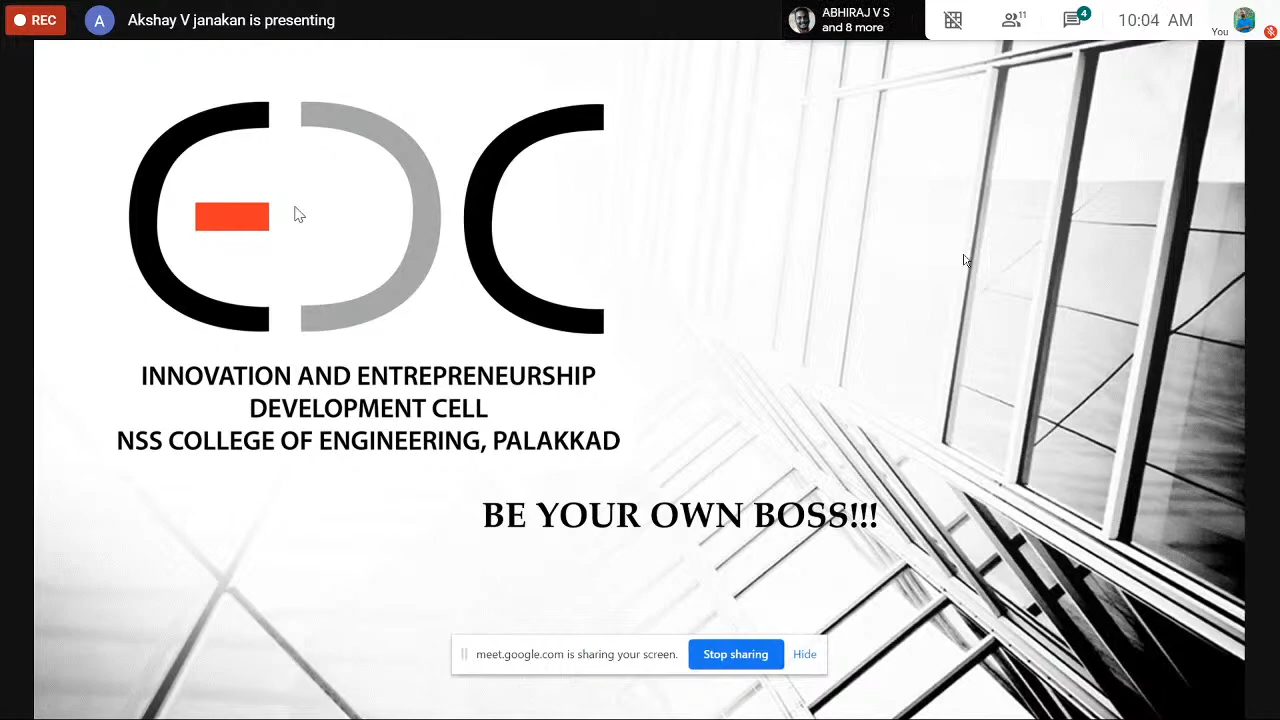 REC
A
Akshay V janakan is presenting
ABHIRAJ V S
and 8 more
11
4
10:04 AM
You
EDC
INNOVATION AND ENTREPRENEURSHIP
DEVELOPMENT CELL
NSS COLLEGE OF ENGINEERING, PALAKKAD
BE YOUR OWN BOSS!!!
meet.google.com is sharing your screen.
Stop sharing
Hide